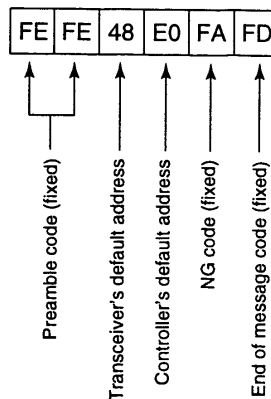 FE FE 48 E0 FA FD
Preamble code (fixed)
Transceiver's default address
Controller's default address
NG code (fixed)
End of message code (fixed)